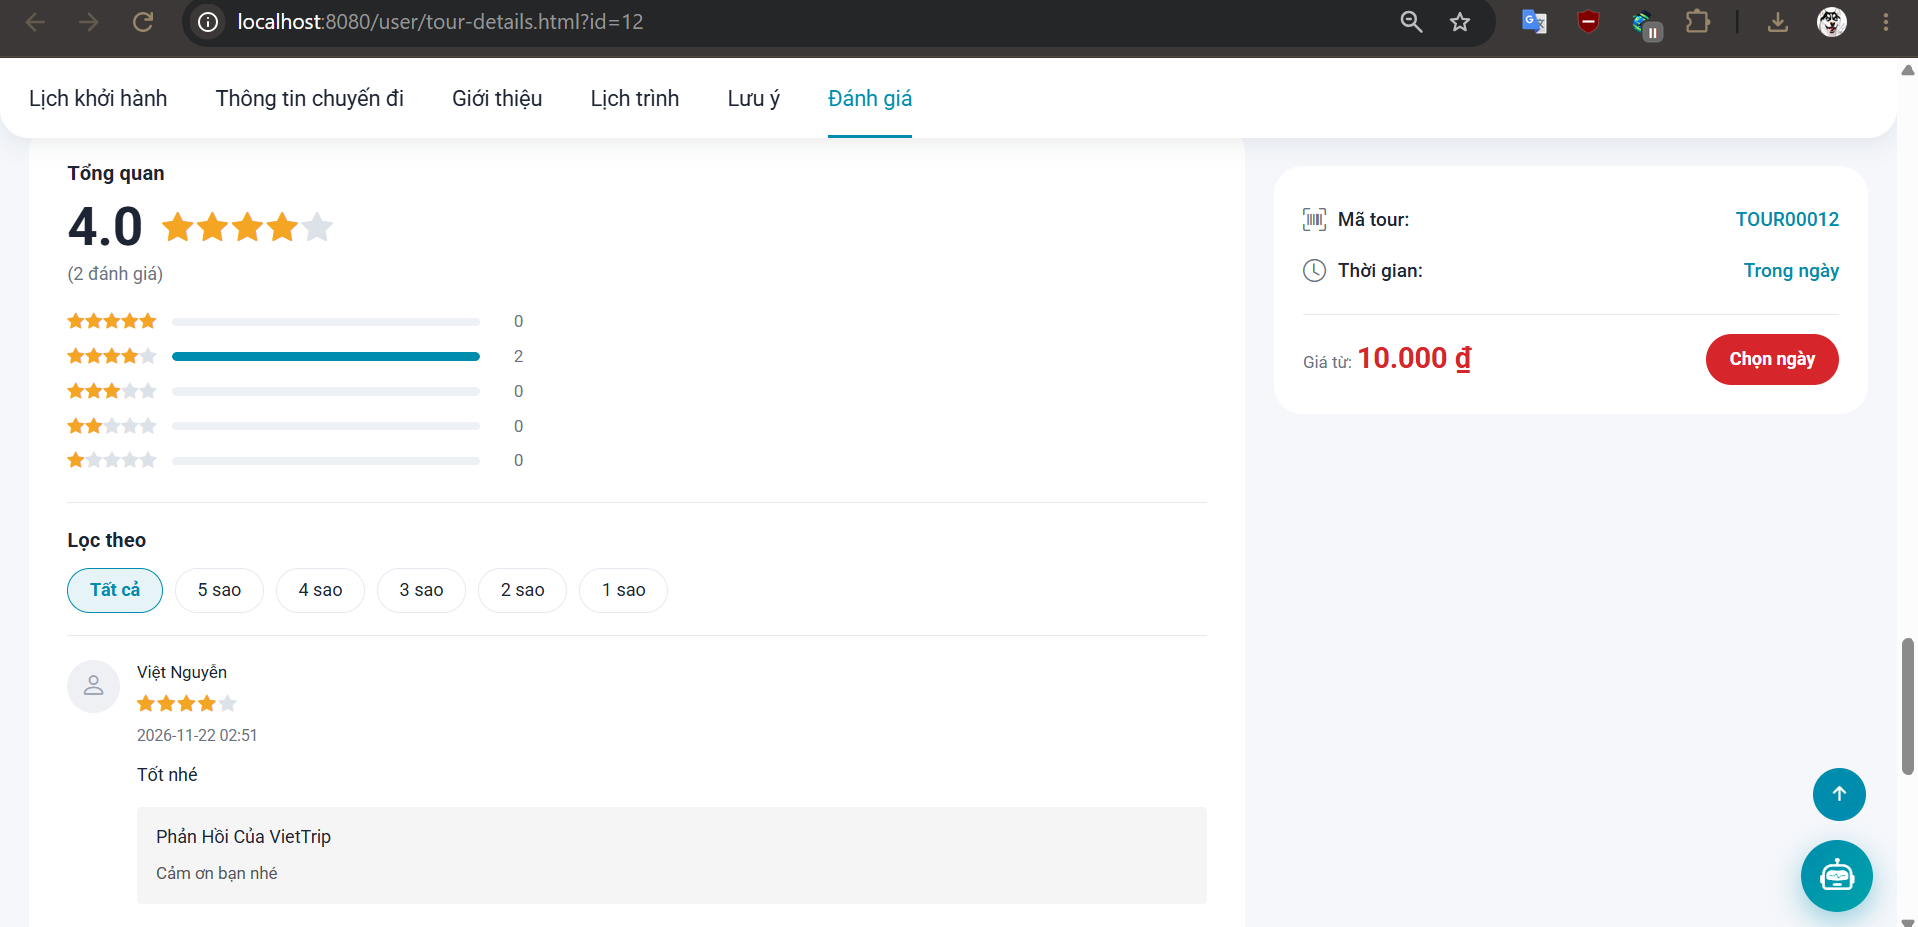 localhost:8080/user/tour-details.html?id=12
Lịch khởi hành Thông tin chuyến đi Giới thiệu Lịch trình Lưu ý Đánh giá
Tổng quan
4.0
(2 đánh giá)
0
2
0
0
0
Lọc theo
Tất cả 5 sao 4 sao 3 sao 2 sao 1 sao
Việt Nguyễn
2026-11-22 02:51
Tốt nhé
Phản Hồi Của VietTrip
Cảm ơn bạn nhé
Mã tour: TOUR00012
Thời gian: Trong ngày
Giá từ: 10.000 ₫ Chọn ngày